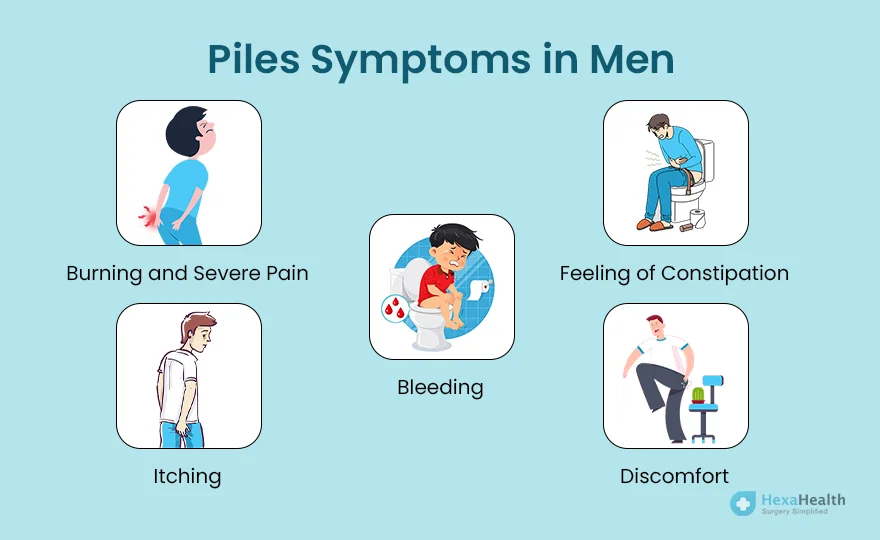 Piles Symptoms in Men
Burning and Severe Pain
Feeling of Constipation
Bleeding
Itching
Discomfort
HexaHealth
Surgery Simplified